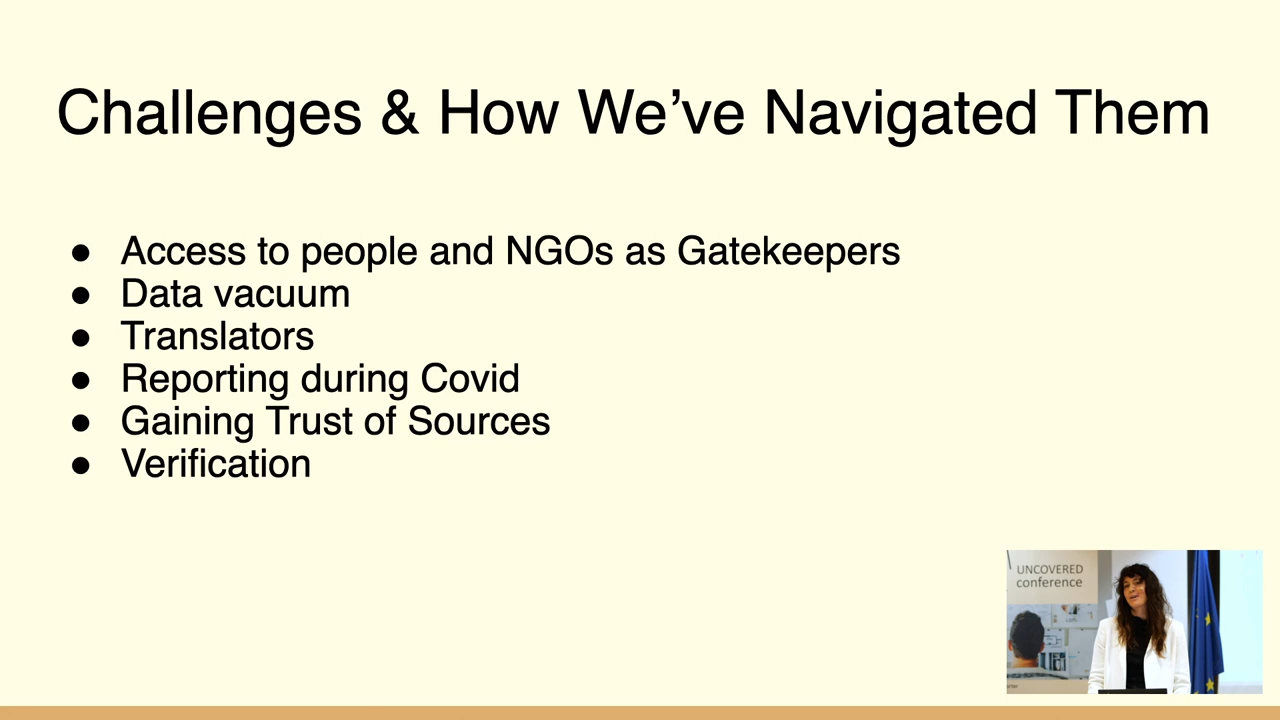 Challenges & How We’ve Navigated Them
● Access to people and NGOs as Gatekeepers
● Data vacuum
● Translators
● Reporting during Covid
● Gaining Trust of Sources
● Verification
UNCOVERED
conference